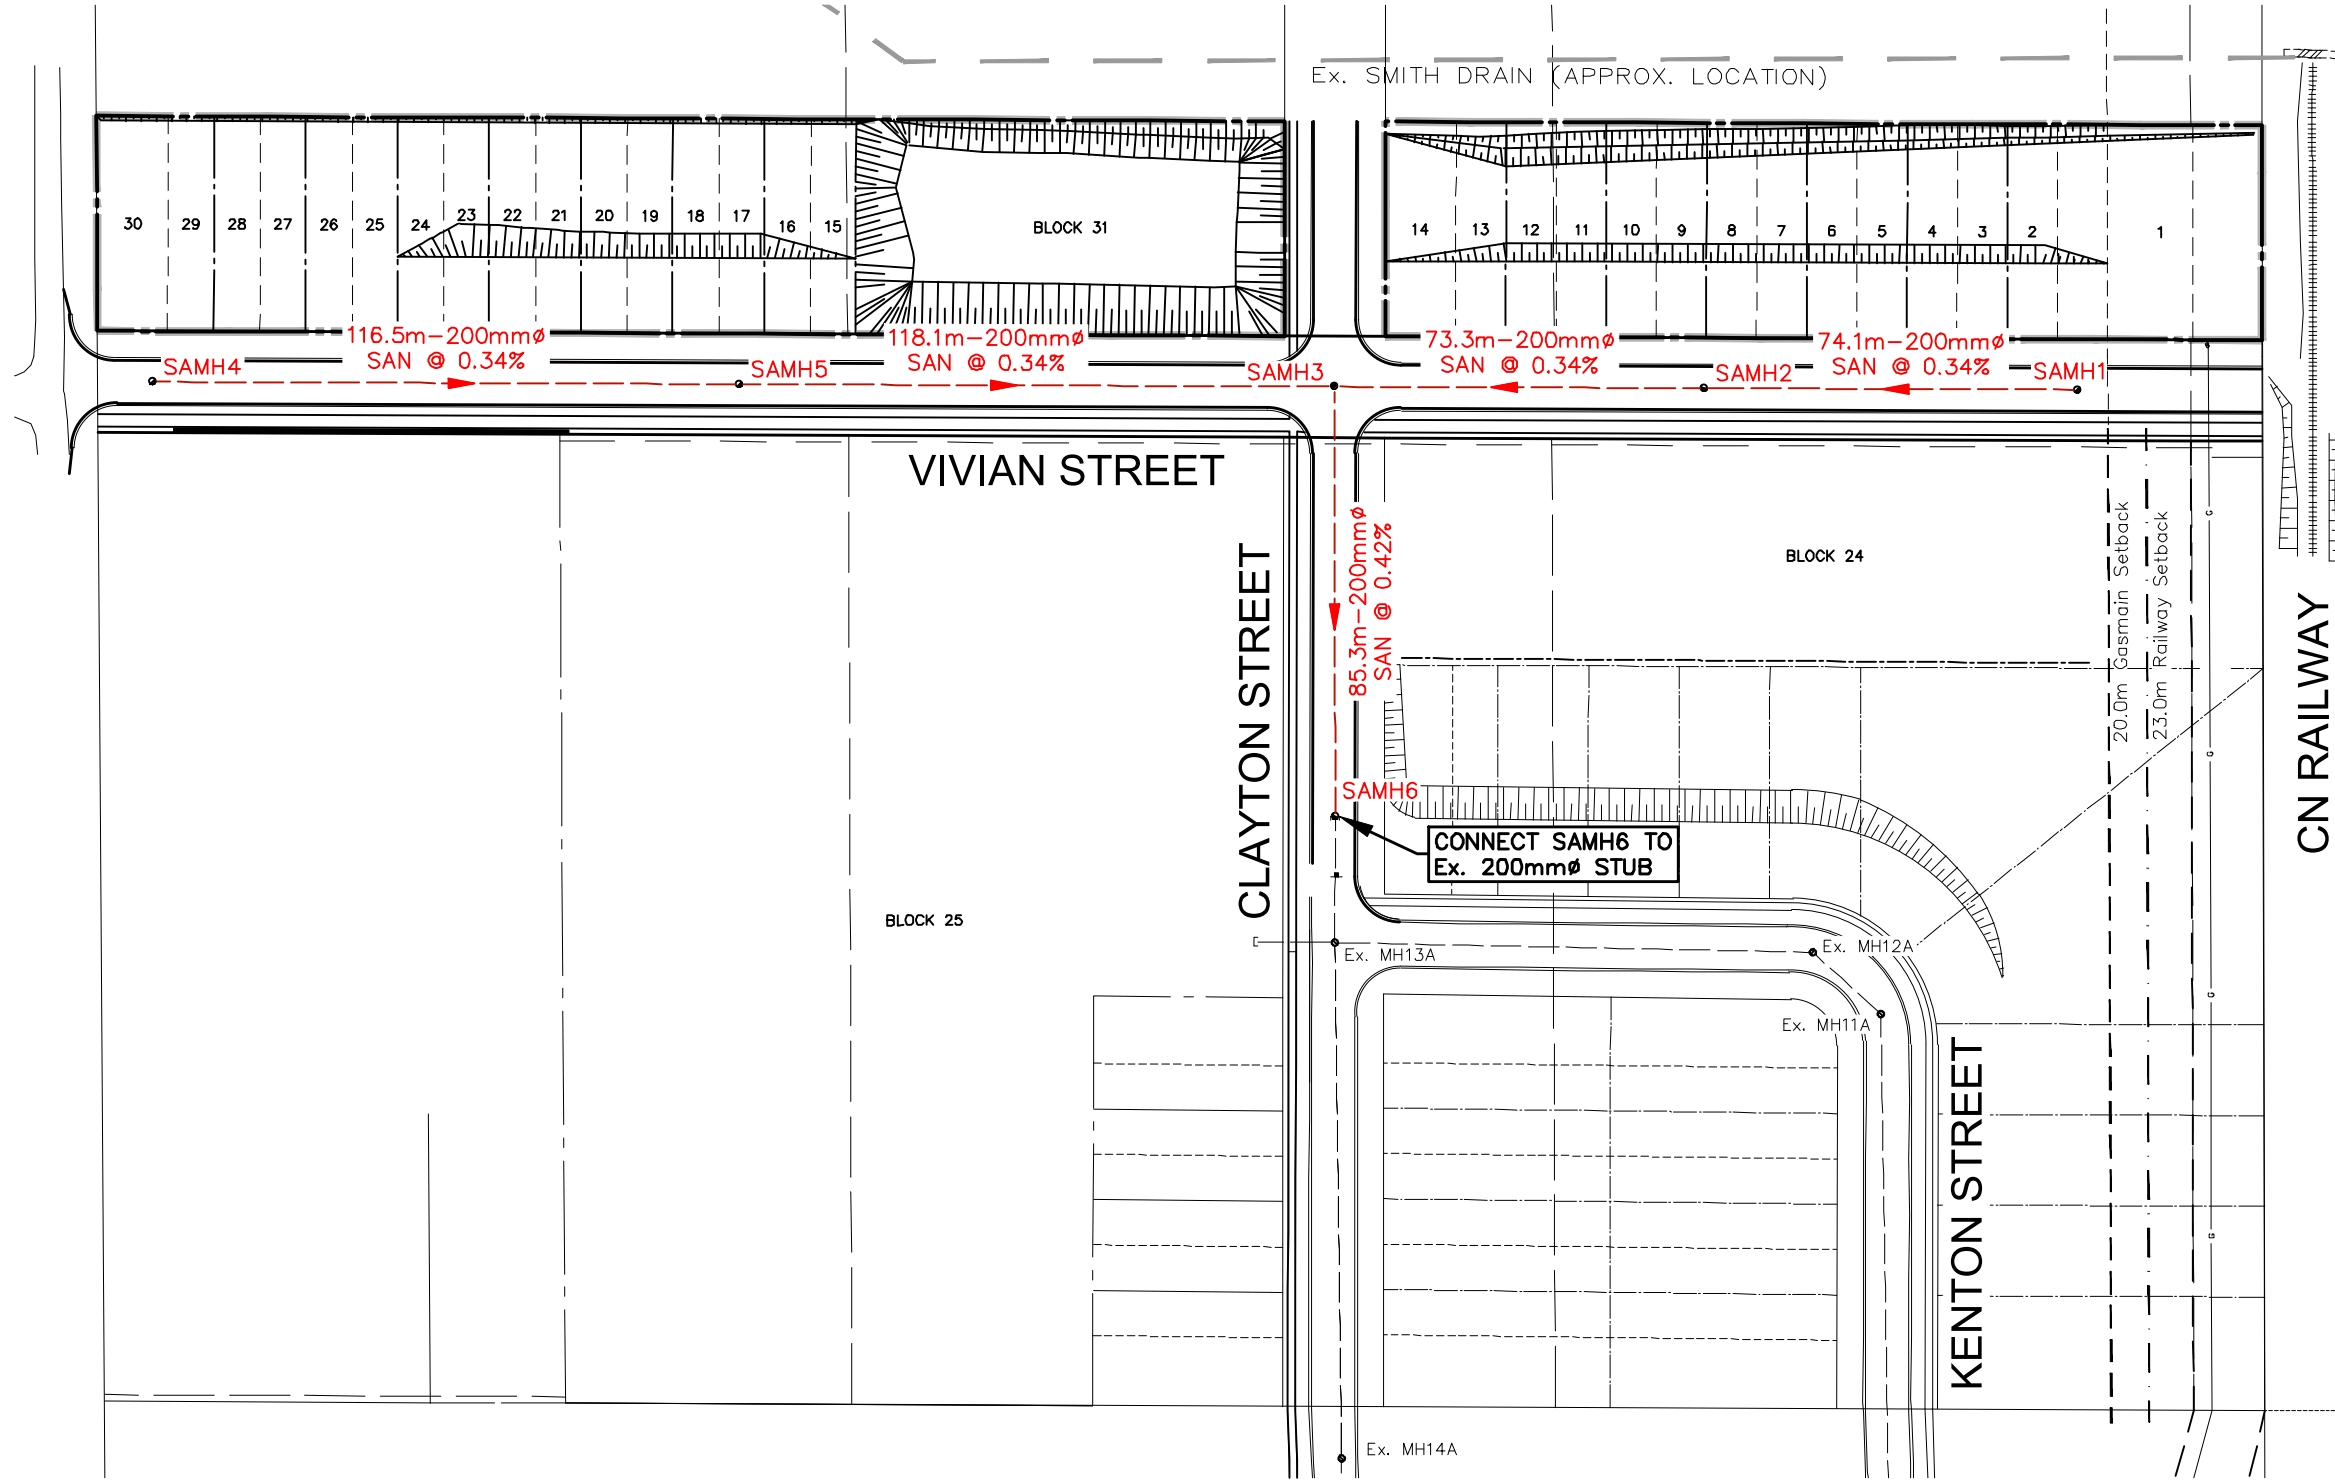 Ex. SMITH DRAIN (APPROX. LOCATION)
30 29 28 27 26 25 24 23 22 21 20 19 18 17 16 15
BLOCK 31
14 13 12 11 10 9 8 7 6 5 4 3 2 1
116.5m-200mmø
SAN @ 0.34%
118.1m-200mmø
SAN @ 0.34%
73.3m-200mmø
SAN @ 0.34%
74.1m-200mmø
SAN @ 0.34%
SAMH4
SAMH5
SAMH3
SAMH2
SAMH1
VIVIAN STREET
CLAYTON STREET
85.3m-200mmø
SAN @ 0.42%
BLOCK 24
20.0m Gasmain Setback
23.0m Railway Setback
G
G
G
G
CN RAILWAY
SAMH6
CONNECT SAMH6 TO
Ex. 200mmø STUB
BLOCK 25
Ex. MH13A
Ex. MH12A
Ex. MH11A
KENTON STREET
Ex. MH14A